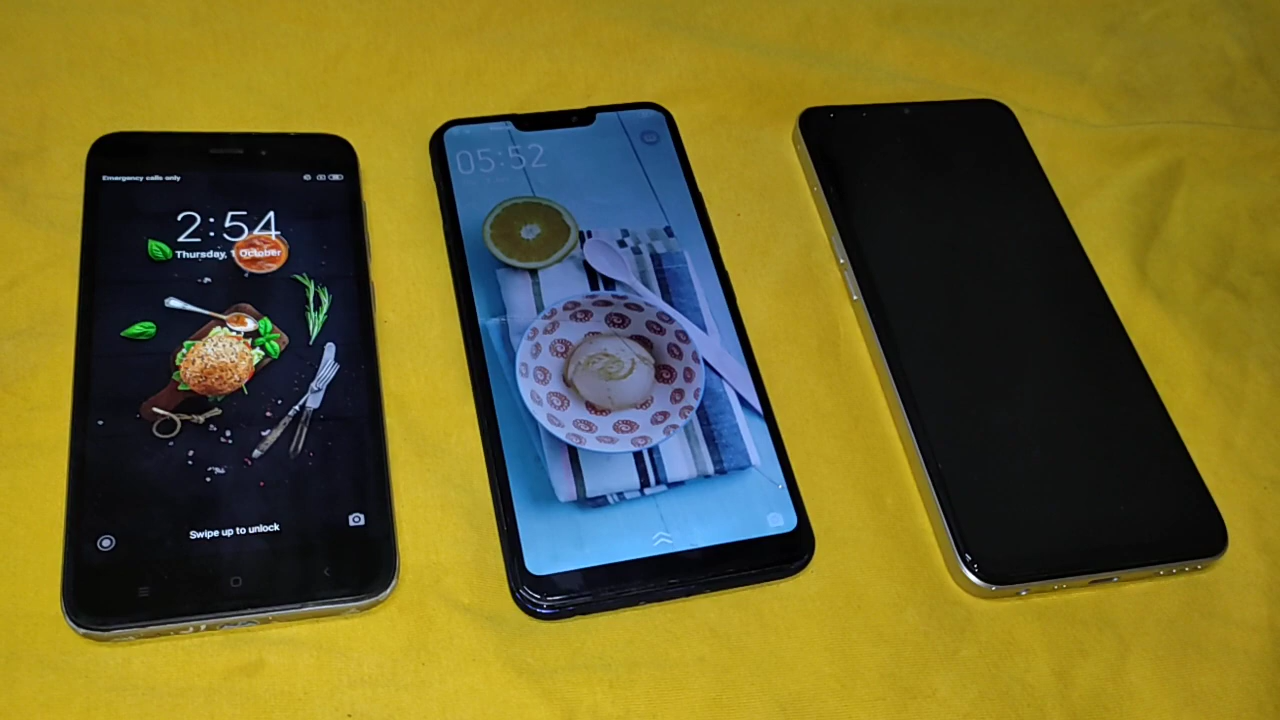 Emergency calls only
2:54
Thursday, 1 October
Swipe up to unlock
05:52